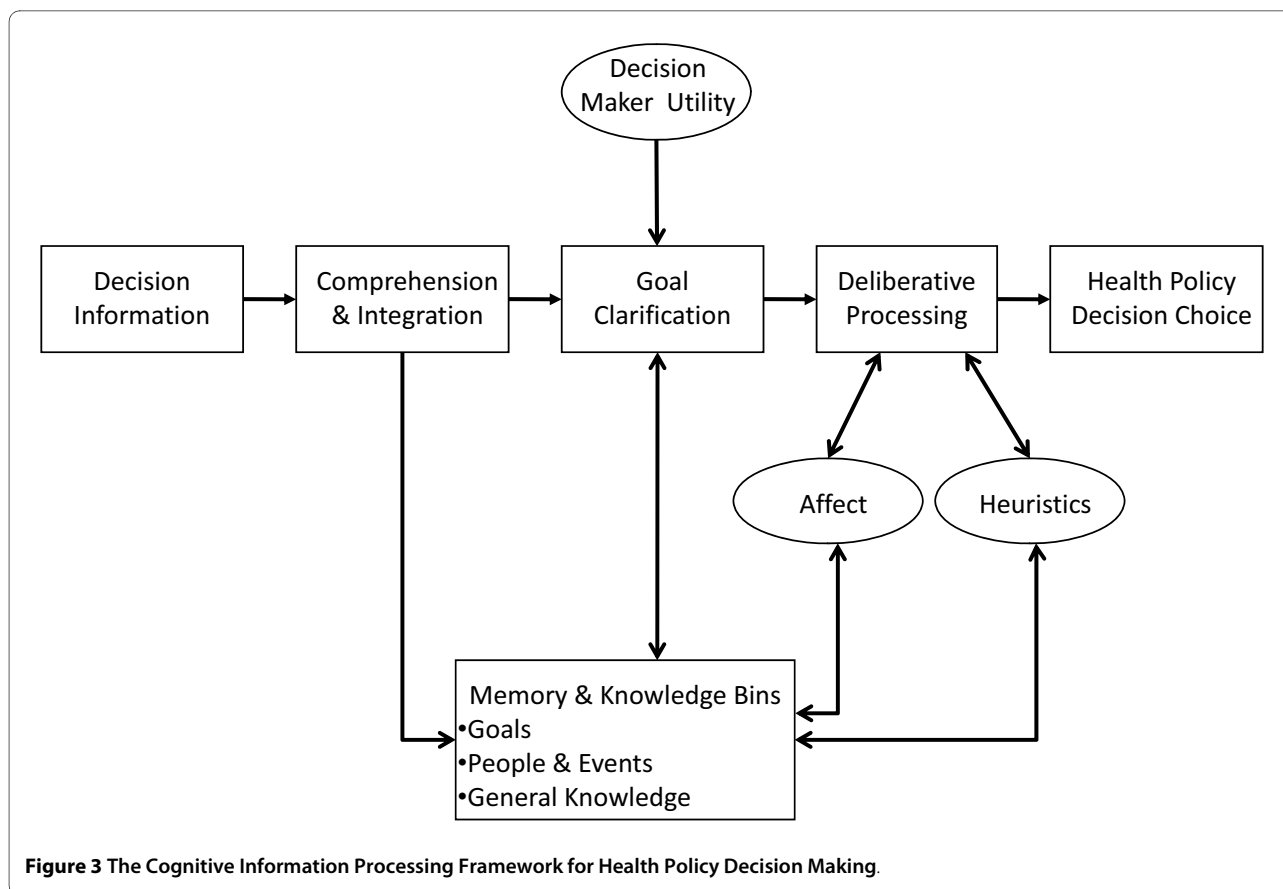 Decision
Maker Utility
Decision
Information
Comprehension
& Integration
Goal
Clarification
Deliberative
Processing
Health Policy
Decision Choice
Affect
Heuristics
Memory & Knowledge Bins
•Goals
•People & Events
•General Knowledge
Figure 3 The Cognitive Information Processing Framework for Health Policy Decision Making.